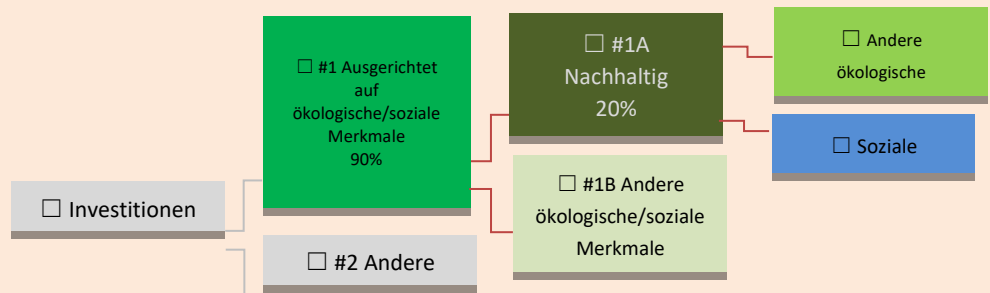 ☐ Investitionen
☐ #1 Ausgerichtet
auf
ökologische/soziale
Merkmale
90%
☐ #2 Andere
☐ #1A
Nachhaltig
20%
☐ #1B Andere
ökologische/soziale
Merkmale
☐ Andere
ökologische
☐ Soziale